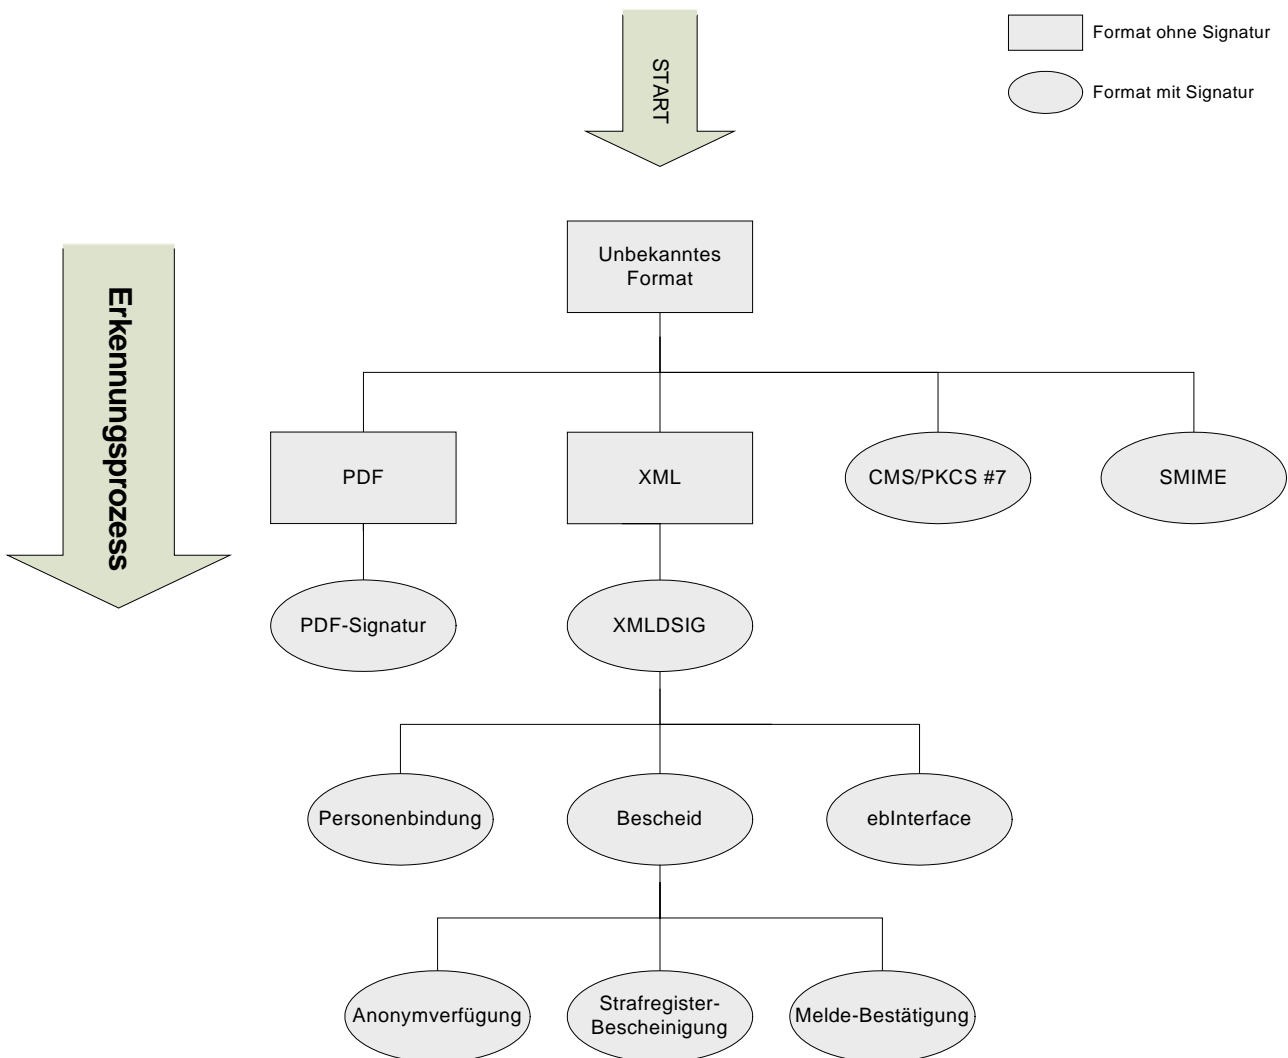 START
Format ohne Signatur
Format mit Signatur
Unbekanntes
Format
Erkennungsprozess
PDF
XML
CMS/PKCS #7
SMIME
PDF-Signatur
XMLDSIG
Personenbindung
Bescheid
ebInterface
Anonymverfügung
Strafregister-
Bescheinigung
Melde-Bestätigung